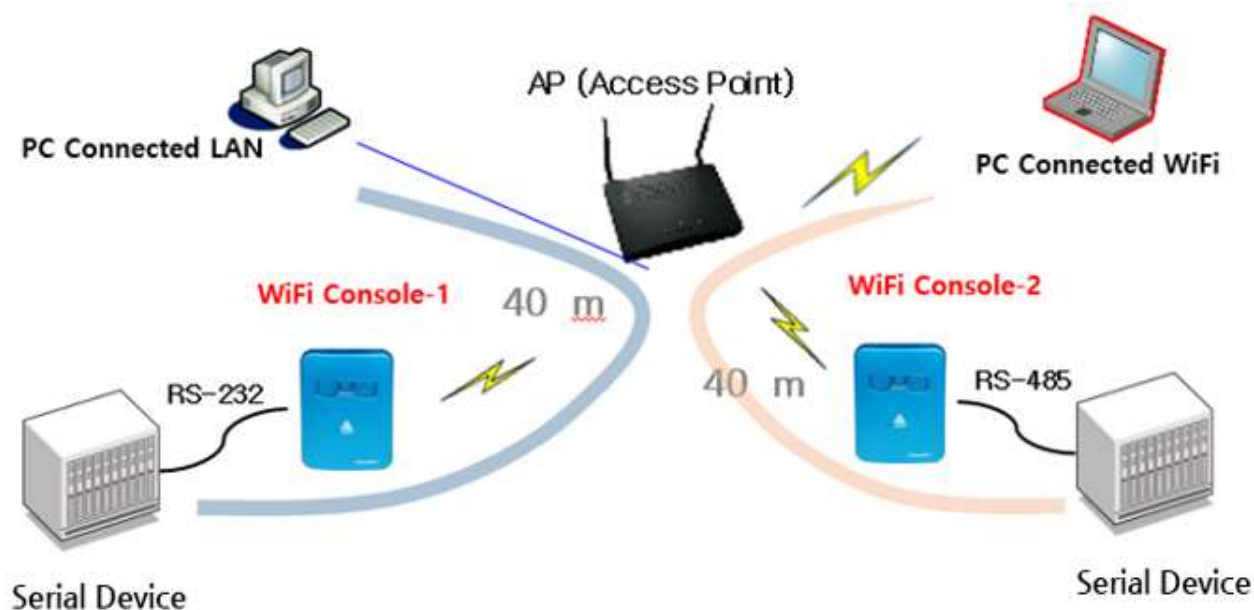 AP (Access Point)
PC Connected LAN
PC Connected WiFi
WiFi Console-1
40 m
WiFi Console-2
40 m
RS-232
RS-485
Serial Device
Serial Device